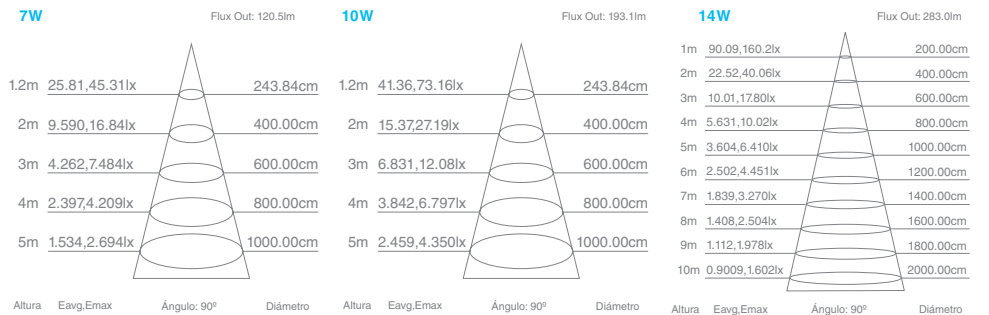 7W Flux Out: 120.5lm
1.2m 25.81,45.31lx 243.84cm
2m 9.590,16.84lx 400.00cm
3m 4.262,7.484lx 600.00cm
4m 2.397,4.209lx 800.00cm
5m 1.534,2.694lx 1000.00cm
Altura Eavg,Emax Ángulo: 90º Diámetro
10W Flux Out: 193.1lm
1.2m 41.36,73.16lx 243.84cm
2m 15.37,27.19lx 400.00cm
3m 6.831,12.08lx 600.00cm
4m 3.842,6.797lx 800.00cm
5m 2.459,4.350lx 1000.00cm
Altura Eavg,Emax Ángulo: 90º Diámetro
14W Flux Out: 283.0lm
1m 90.09,160.2lx 200.00cm
2m 22.52,40.06lx 400.00cm
3m 10.01,17.80lx 600.00cm
4m 5.631,10.02lx 800.00cm
5m 3.604,6.410lx 1000.00cm
6m 2.502,4.451lx 1200.00cm
7m 1.839,3.270lx 1400.00cm
8m 1.408,2.504lx 1600.00cm
9m 1.112,1.978lx 1800.00cm
10m 0.9009,1.602lx 2000.00cm
Altura Eavg,Emax Ángulo: 90º Diámetro